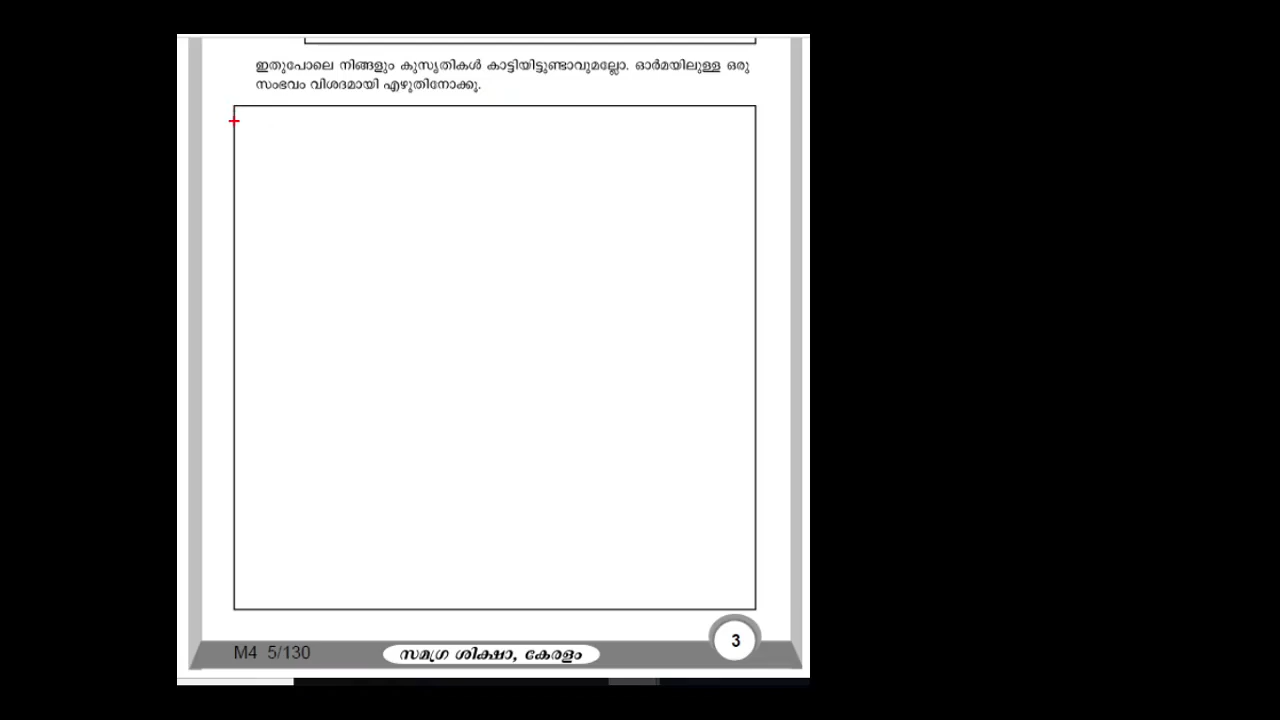 ഇതുപോലെ നിങ്ങളും കുസൃതികൾ കാട്ടിയിട്ടുണ്ടാവുമല്ലോ. ഓർമയിലുള്ള ഒരു
സംഭവം വിശദമായി എഴുതിനോക്കൂ.
3
M4 5/130
സമഗ്ര ശിക്ഷാ, കേരളം